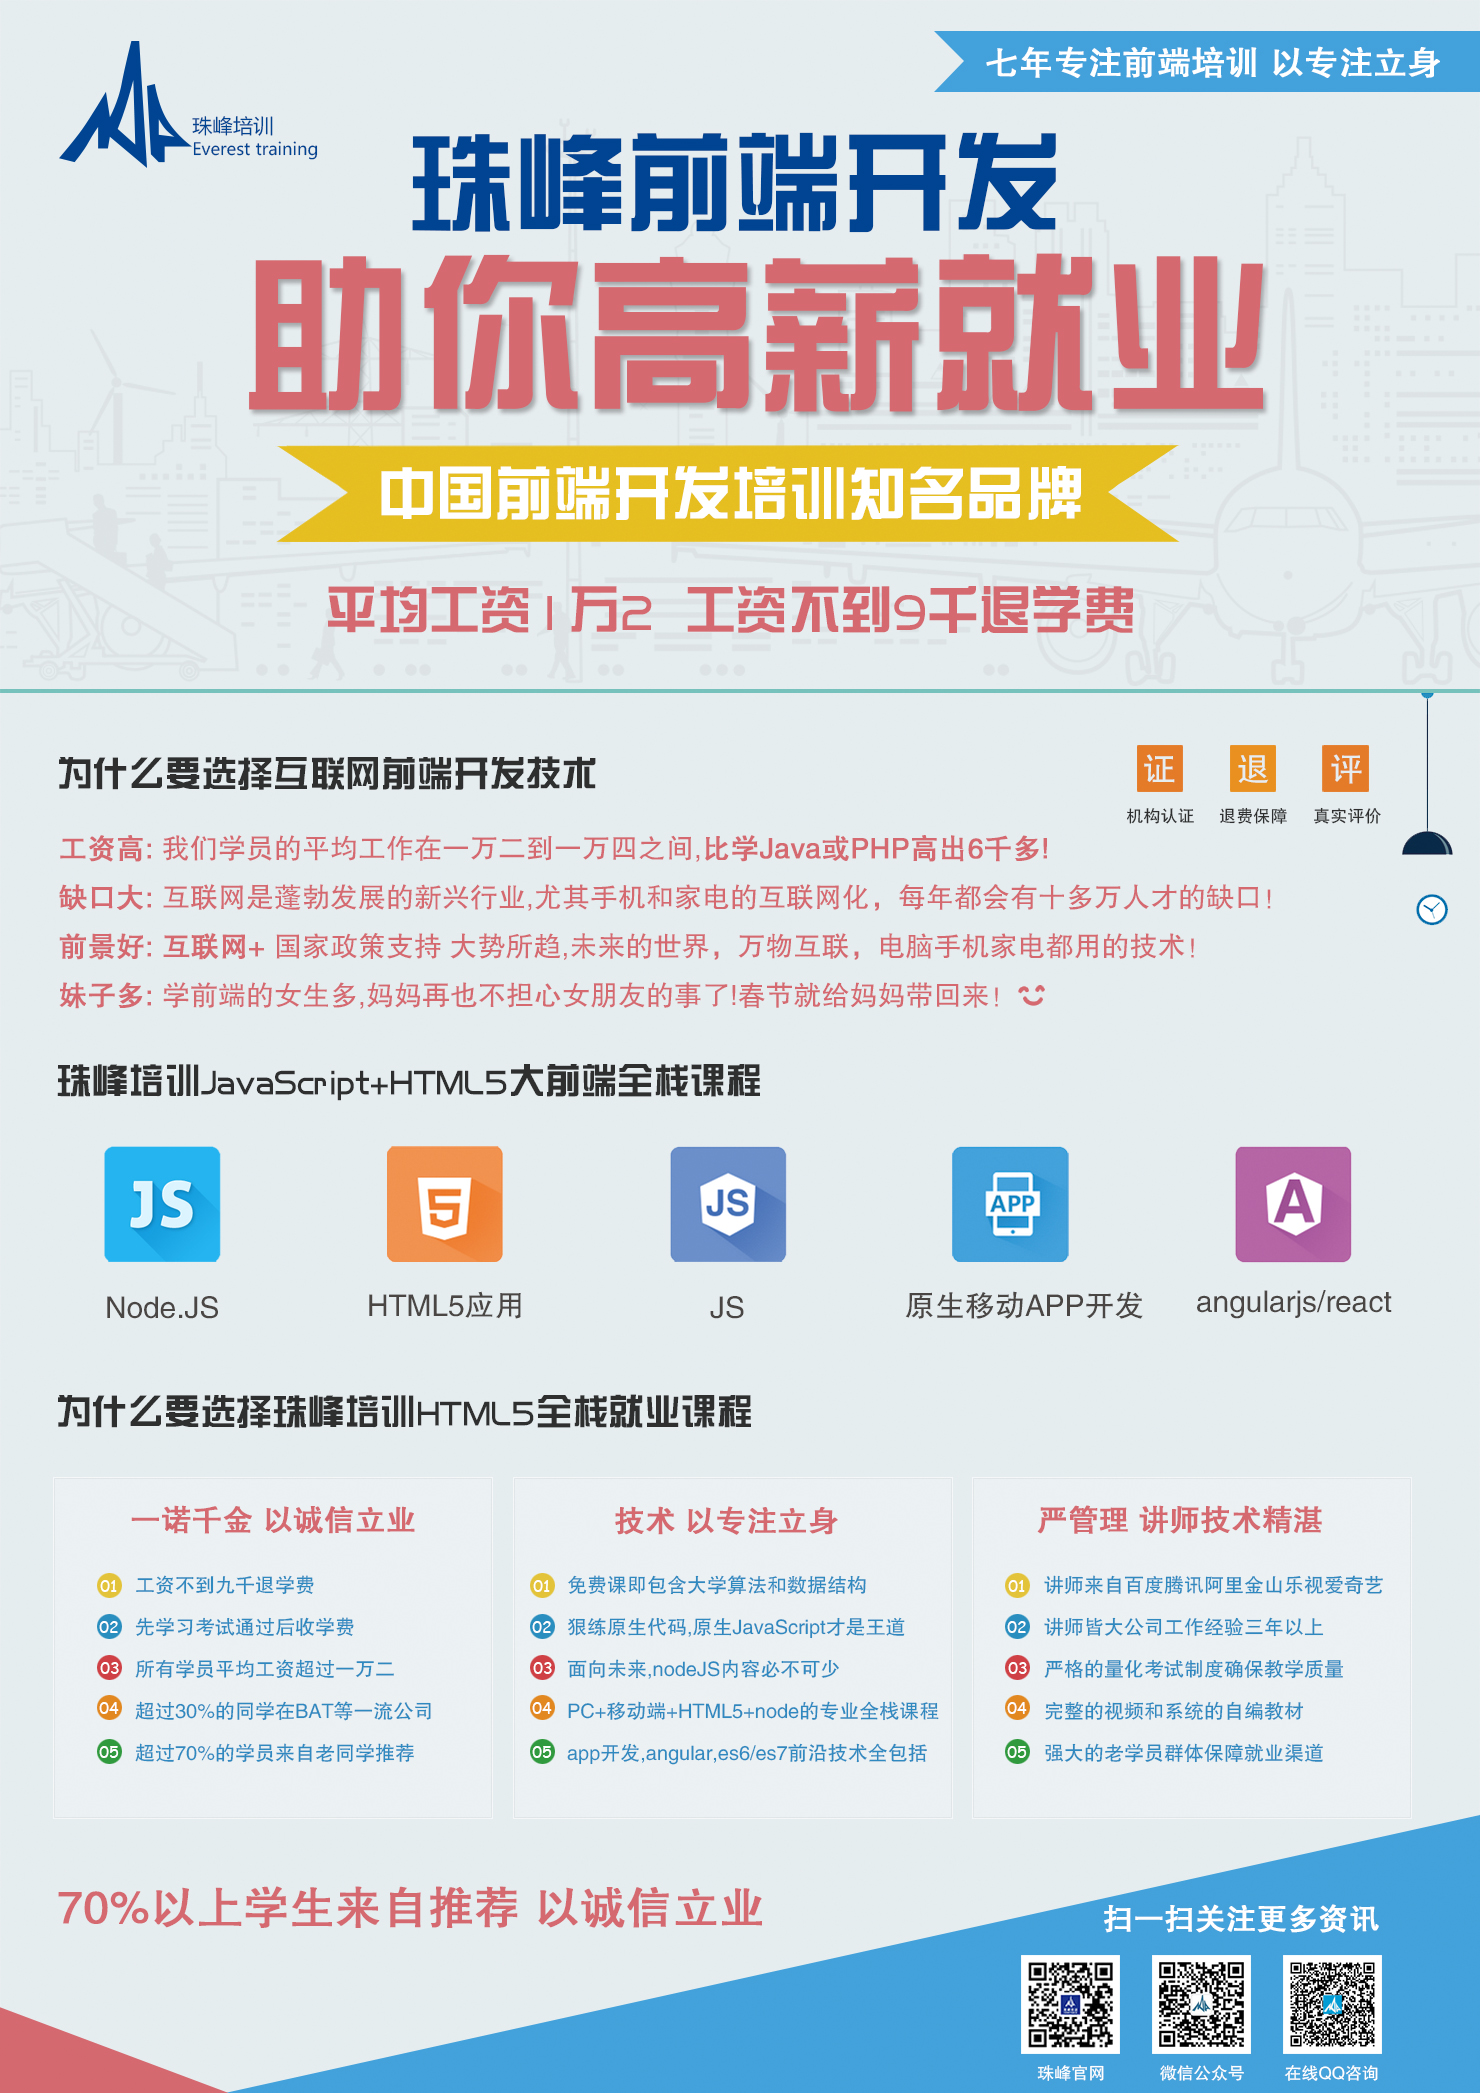 七年专注前端培训 以专注立身
珠峰培训
Everest training
珠峰前端开发
助你高薪就业
中国前端开发培训知名品牌
平均工资1万2 工资不到9千退学费
为什么要选择互联网前端开发技术
证 退 评
机构认证 退费保障 真实评价
工资高: 我们学员的平均工作在一万二到一万四之间,比学Java或PHP高出6千多!
缺口大: 互联网是蓬勃发展的新兴行业,尤其手机和家电的互联网化，每年都会有十多万人才的缺口!
前景好: 互联网+ 国家政策支持 大势所趋,未来的世界，万物互联，电脑手机家电都用的技术!
妹子多: 学前端的女生多,妈妈再也不担心女朋友的事了!春节就给妈妈带回来!
珠峰培训JavaScript+HTML5大前端全栈课程
JS
5
JS
APP
A
Node.JS
HTML5应用
JS
原生移动APP开发
angularjs/react
为什么要选择珠峰培训HTML5全栈就业课程
一诺千金 以诚信立业
01 工资不到九千退学费
02 先学习考试通过后收学费
03 所有学员平均工资超过一万二
04 超过30%的同学在BAT等一流公司
05 超过70%的学员来自老同学推荐
技术 以专注立身
01 免费课即包含大学算法和数据结构
02 狠练原生代码,原生JavaScript才是王道
03 面向未来,nodeJS内容必不可少
04 PC+移动端+HTML5+node的专业全栈课程
05 app开发,angular,es6/es7前沿技术全包括
严管理 讲师技术精湛
01 讲师来自百度腾讯阿里金山乐视爱奇艺
02 讲师皆大公司工作经验三年以上
03 严格的量化考试制度确保教学质量
04 完整的视频和系统的自编教材
05 强大的老学员群体保障就业渠道
70%以上学生来自推荐 以诚信立业
扫一扫关注更多资讯
珠峰官网
微信公众号
在线QQ咨询